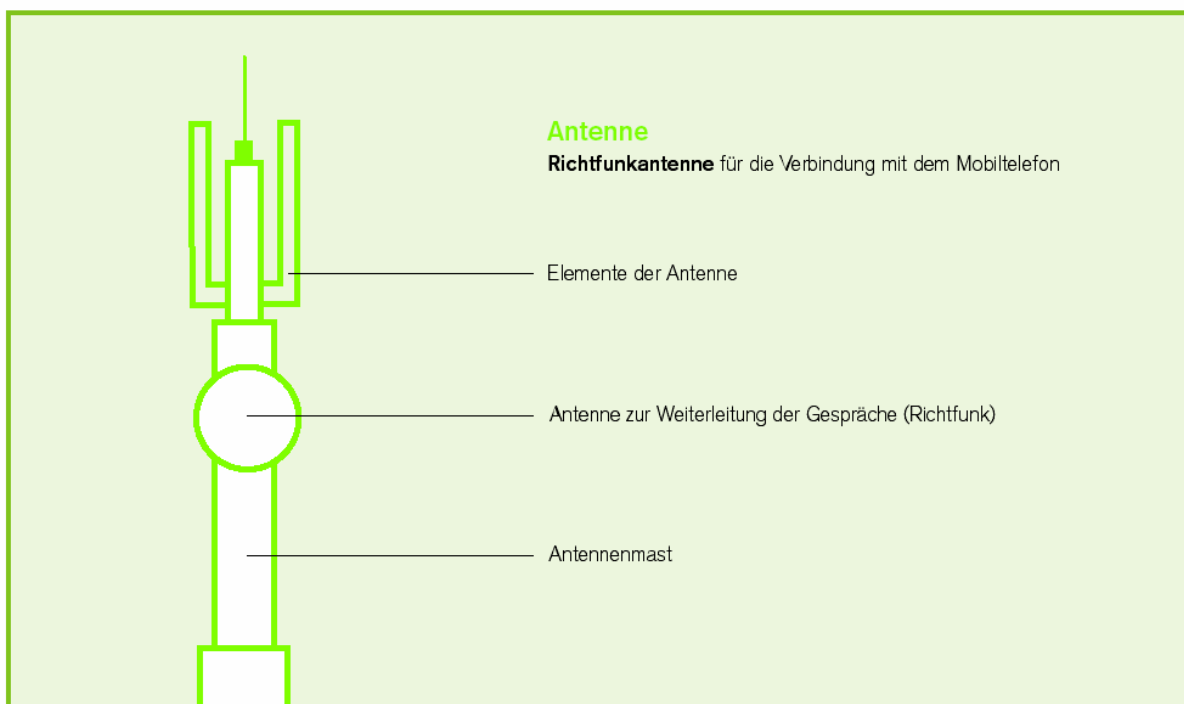 Antenne
Richtfunkantenne für die Verbindung mit dem Mobiltelefon
Elemente der Antenne
Antenne zur Weiterleitung der Gespräche (Richtfunk)
Antennenmast